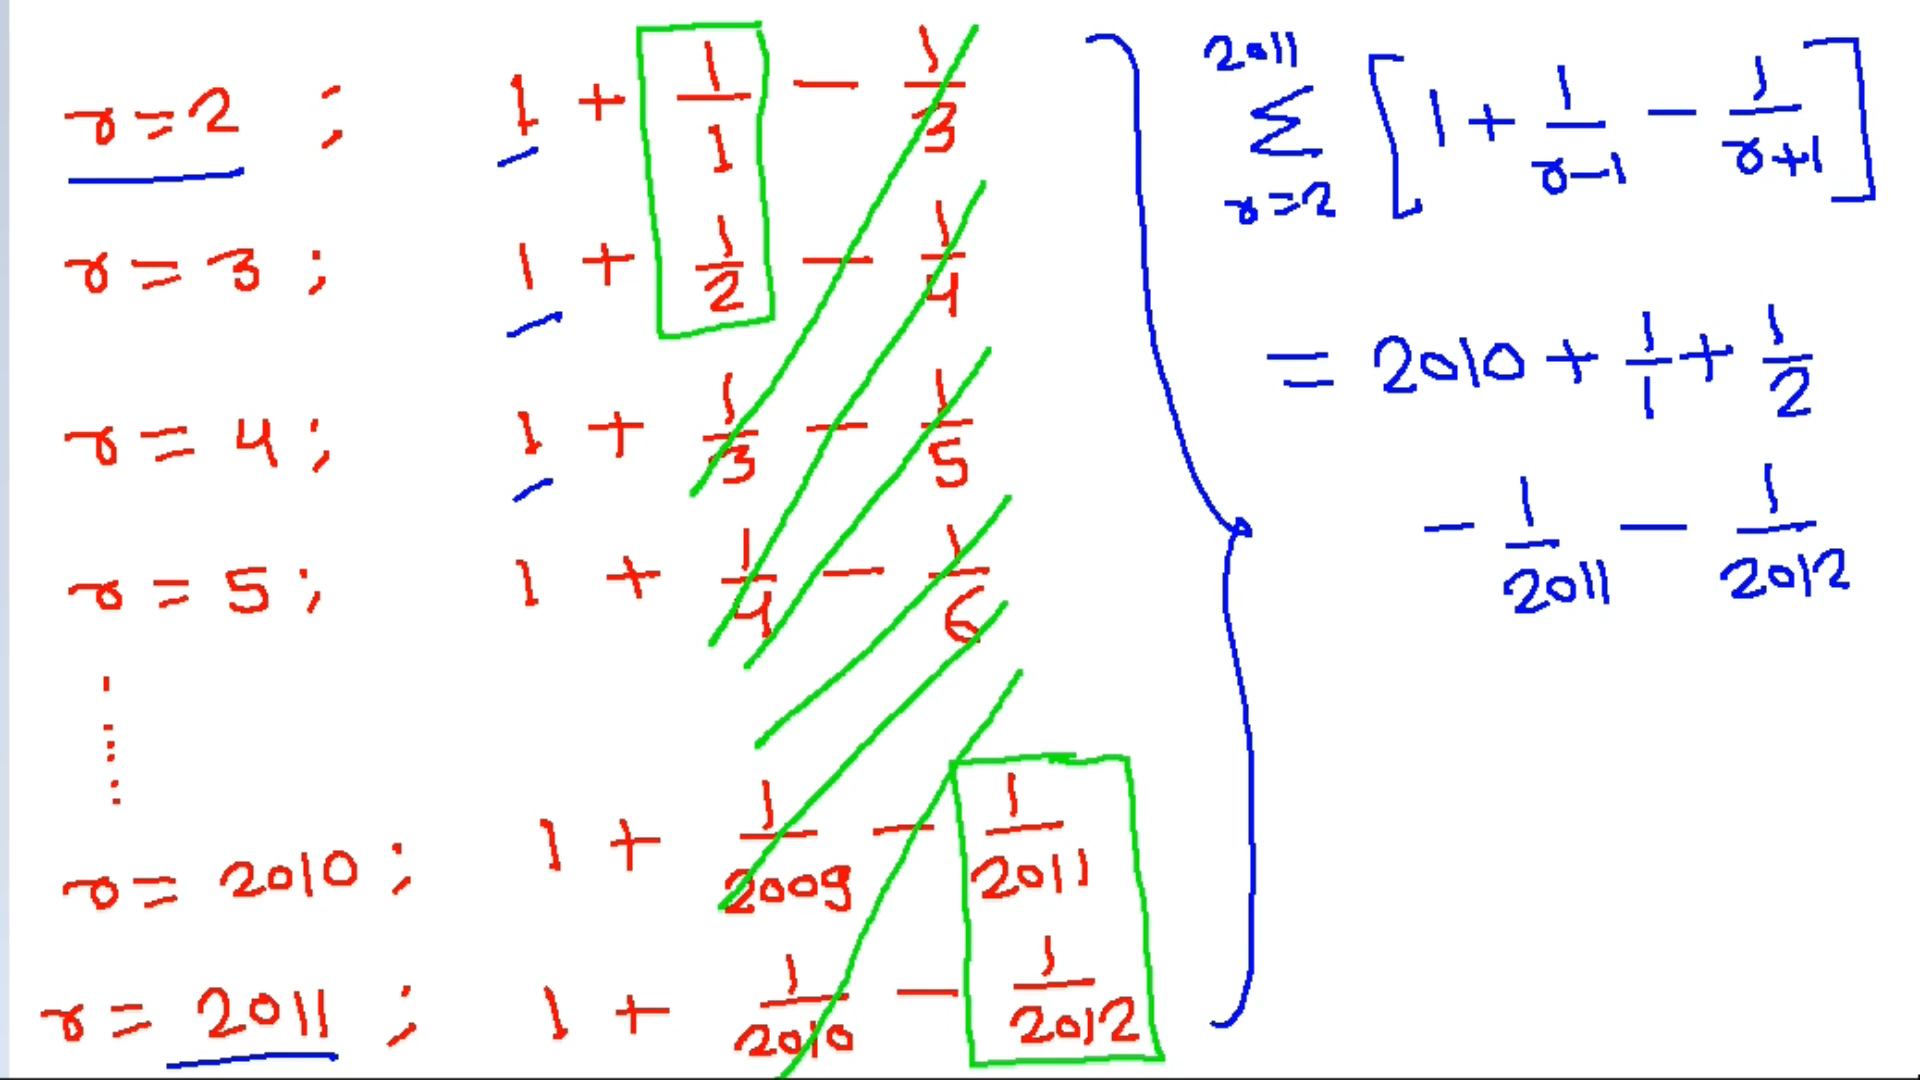 r = 2 ; 1 + 1/1 − 1/3
r = 3 ; 1 + 1/2 − 1/4
r = 4 ; 1 + 1/3 − 1/5
r = 5 ; 1 + 1/4 − 1/6
⋮
r = 2010 ; 1 + 1/2009 − 1/2011
r = 2011 ; 1 + 1/2010 − 1/2012
2011
Σ [ 1 + 1/(r−1) − 1/(r+1) ]
r=2
= 2010 + 1/1 + 1/2
− 1/2011 − 1/2012